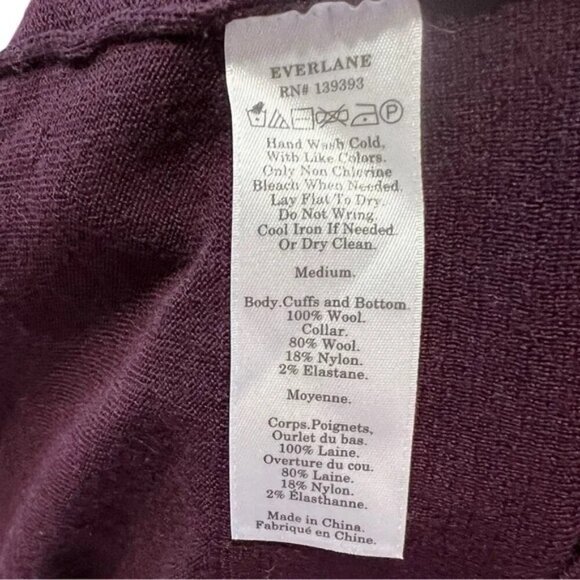 EVERLANE
RN# 139393
P
Hand Wash Cold,
With Like Colors.
Only Non Chlorine
Bleach When Needed.
Lay Flat To Dry.
Do Not Wring.
Cool Iron If Needed.
Or Dry Clean.
Medium.
Body.Cuffs and Bottom.
100% Wool.
Collar.
80% Wool.
18% Nylon.
2% Elastane.
Moyenne.
Corps.Poignets,
Ourlet du bas.
100% Laine.
Overture du cou.
80% Laine.
18% Nylon.
2% Élasthanne.
Made in China.
Fabriqué en Chine.